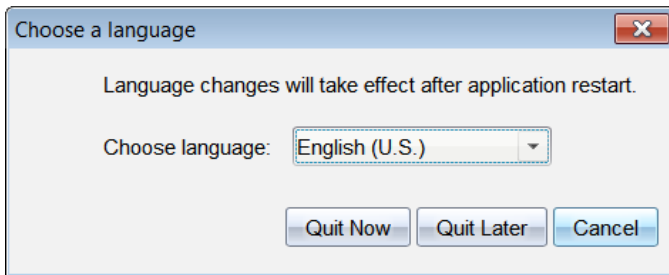 Choose a language
Language changes will take effect after application restart.
Choose language: English (U.S.)
Quit Now Quit Later Cancel